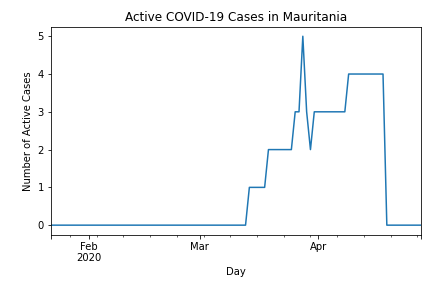 Active COVID-19 Cases in Mauritania
Number of Active Cases
5
4
3
2
1
0
Feb
2020
Mar
Apr
Day